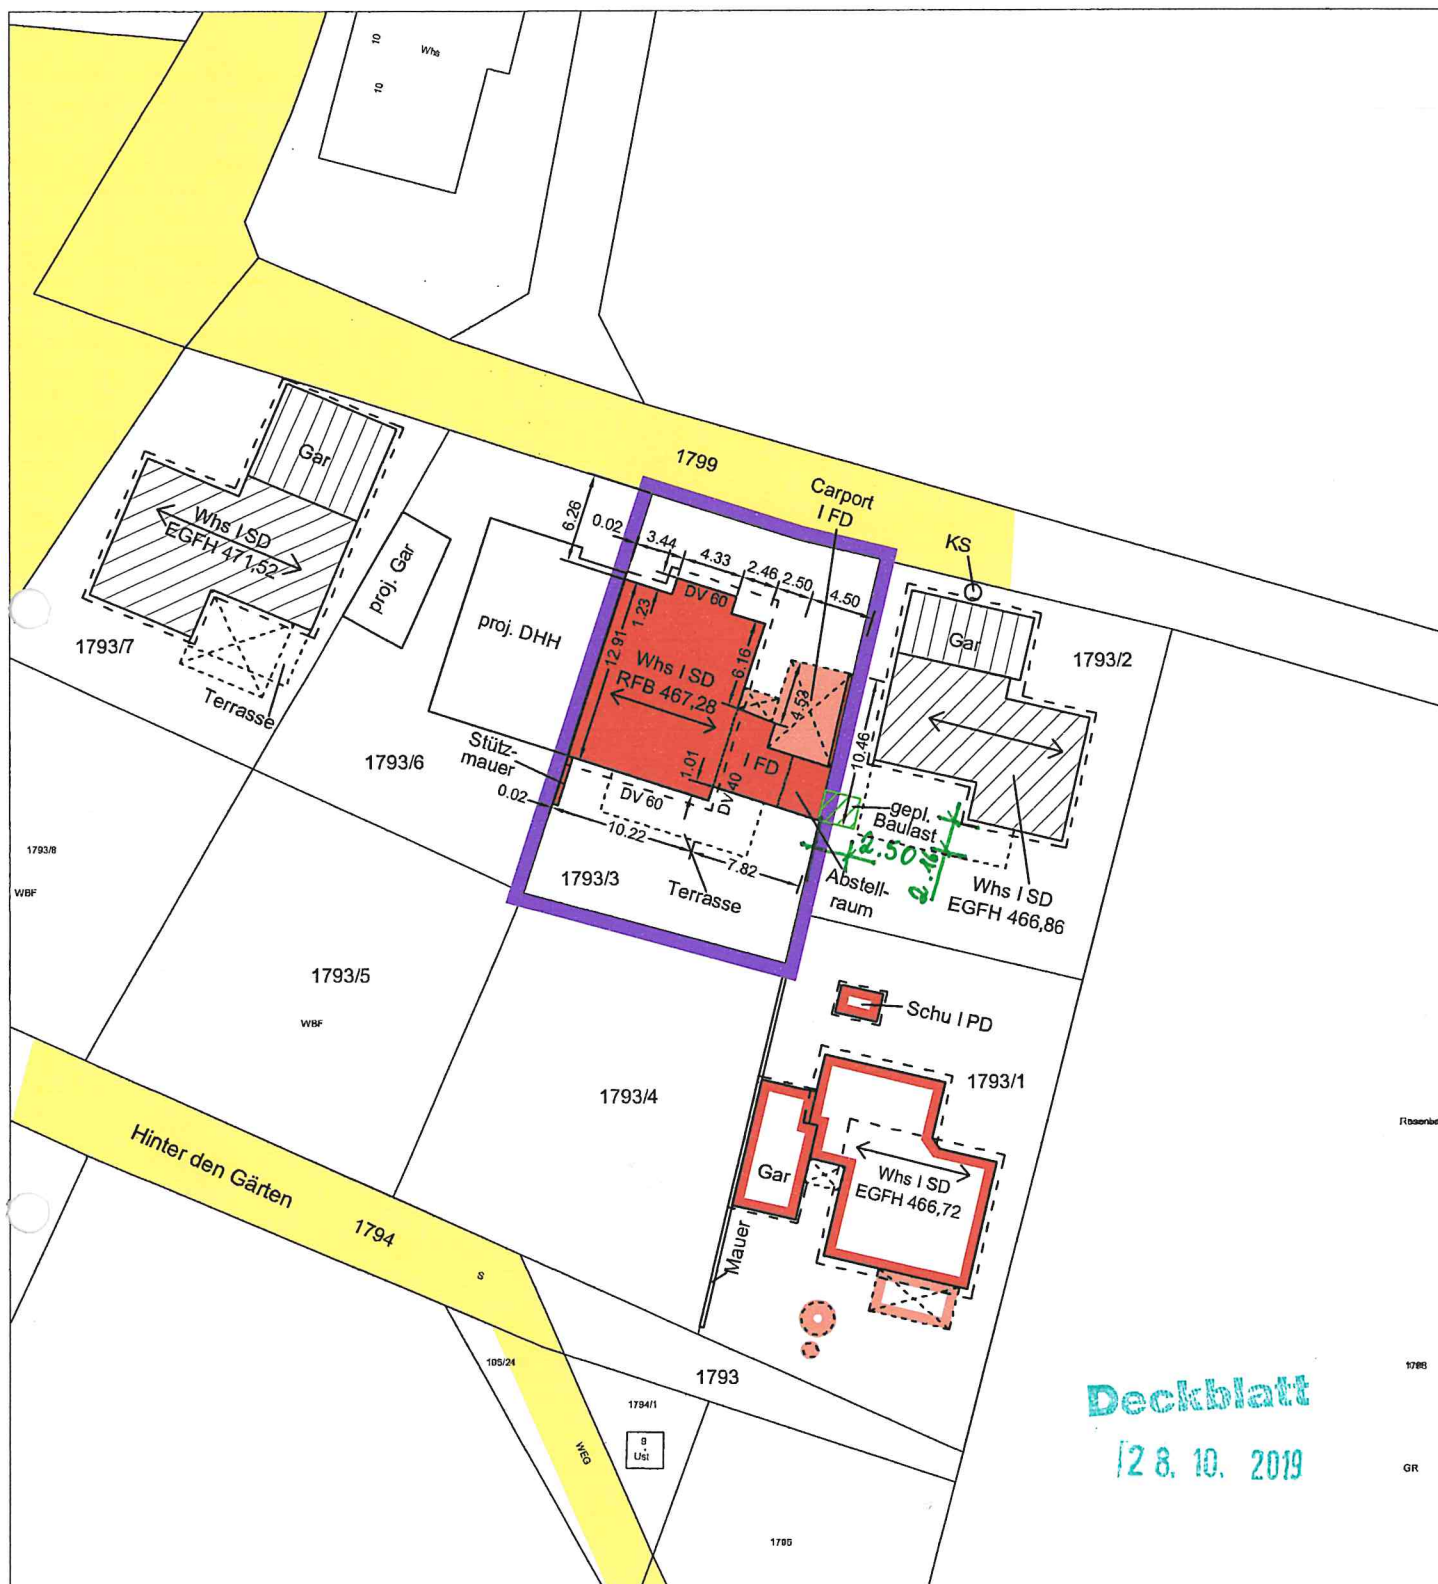 10
Whs
10
1799
Carport
I FD
KS
Gar
Whs I SD
EGFH 471,52
proj. Gar
6.26
0.02
3.44
4.33
2.46
2.50
4.50
DV 60
1.23
12.91
6.16
4.53
proj. DHH
Whs I SD
RFB 467,28
Gar
1793/2
1793/7
Terrasse
1793/6
Stütz-
mauer
0.02
1.01
I FD
DV 40
DV 60
10.46
gepl.
Baulast
2.50
2.16
10.22
7.82
1793/3
Terrasse
Abstell-
raum
Whs I SD
EGFH 466,86
1793/8
WBF
1793/5
WBF
1793/4
Schu I PD
1793/1
Gar
Whs I SD
EGFH 466,72
Mauer
Hinter den Gärten
1794
S
105/24
WEG
1793
1794/1
9
Ust
1795
Deckblatt
28. 10. 2019
GR